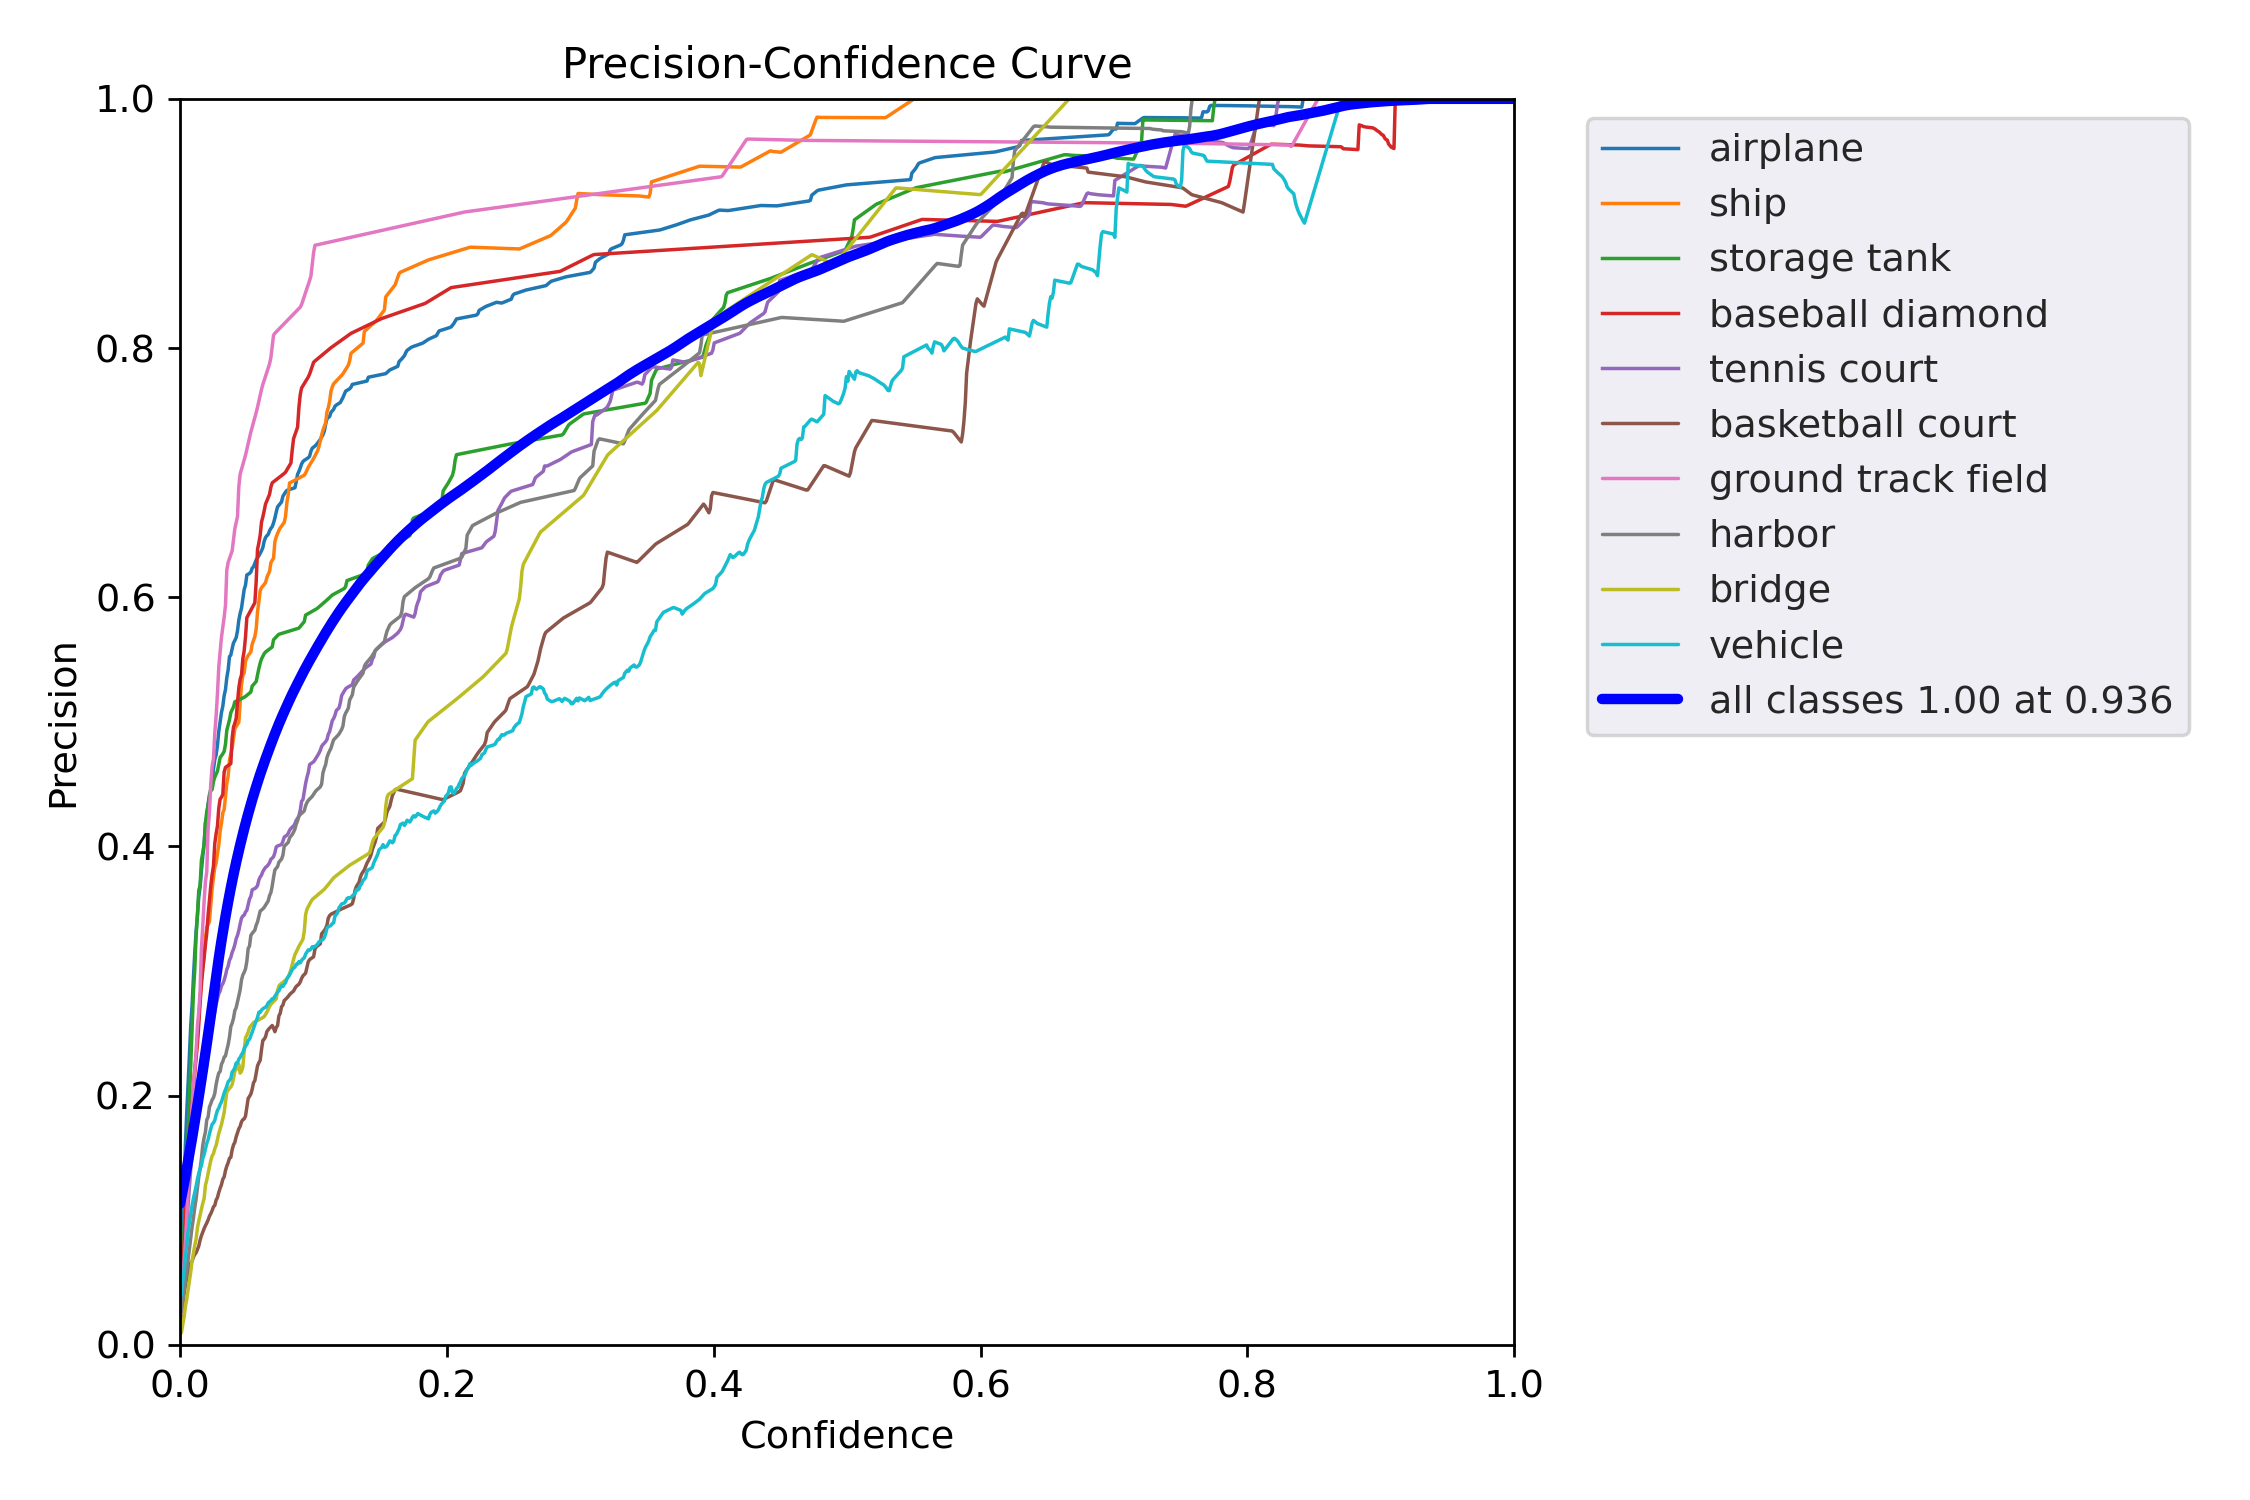 Precision-Confidence Curve
1.0
0.8
0.6
0.4
0.2
0.0
Precision
0.0 0.2 0.4 0.6 0.8 1.0
Confidence
airplane
ship
storage tank
baseball diamond
tennis court
basketball court
ground track field
harbor
bridge
vehicle
all classes 1.00 at 0.936